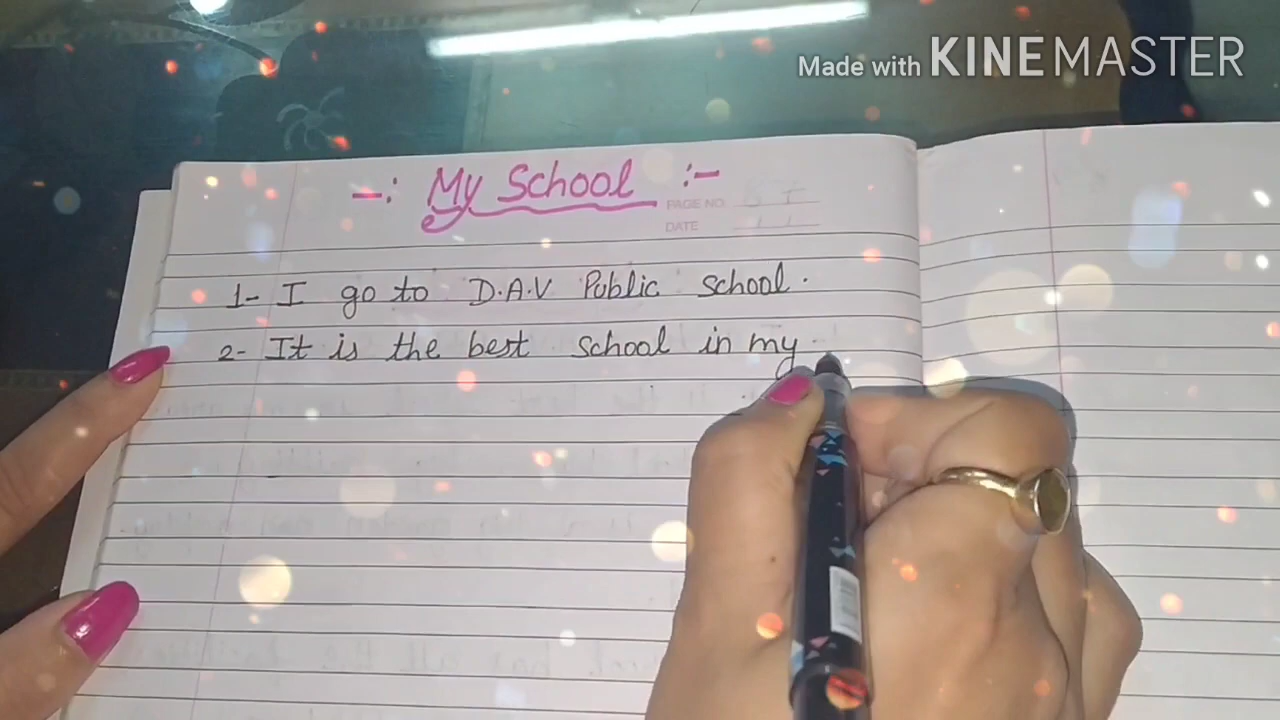 Made with KINEMASTER
-: My School :-
PAGE NO.
DATE
1- I go to D.A.V Public school.
2- It is the best school in my